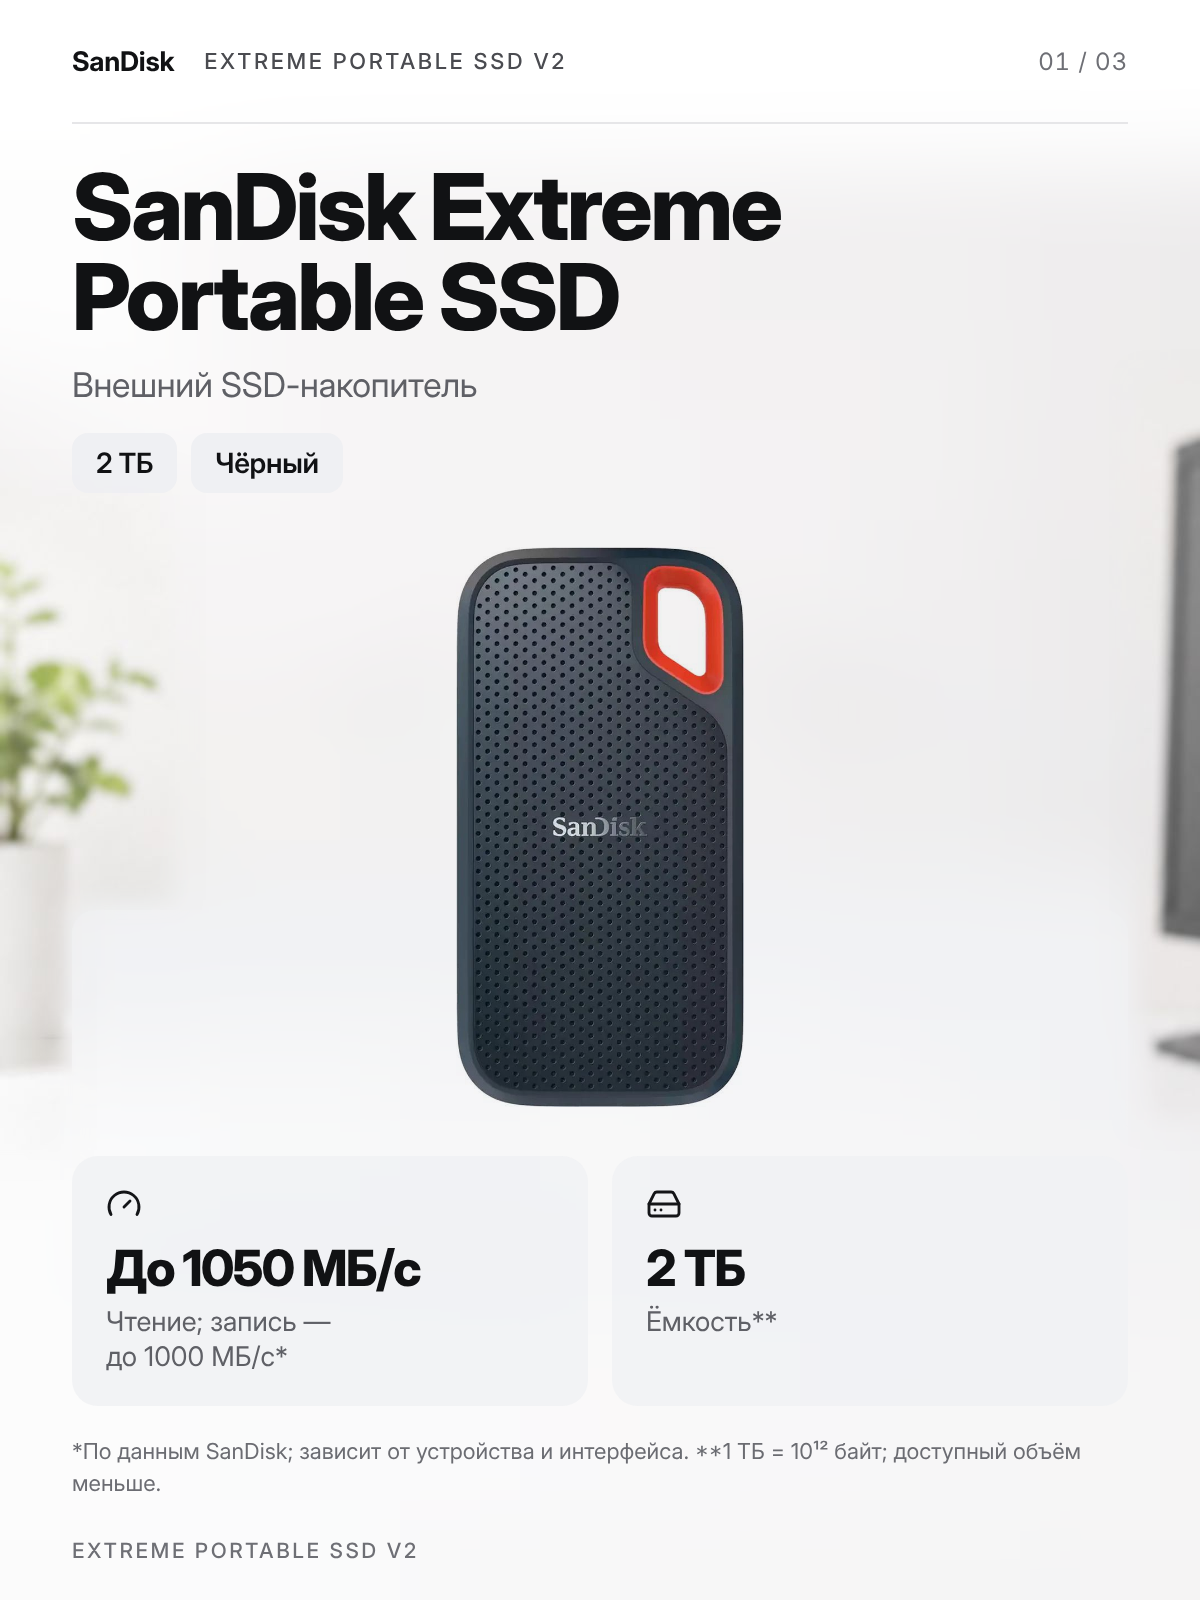 SanDisk EXTREME PORTABLE SSD V2 01 / 03
SanDisk Extreme
Portable SSD
Внешний SSD-накопитель
2 ТБ Чёрный
SanDisk
До 1050 МБ/с
Чтение; запись —
до 1000 МБ/с*
2 ТБ
Ёмкость**
*По данным SanDisk; зависит от устройства и интерфейса. **1 ТБ = 10¹² байт; доступный объём
меньше.
EXTREME PORTABLE SSD V2